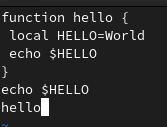 function hello {
 local HELLO=World
 echo $HELLO
}
echo $HELLO
hello
~